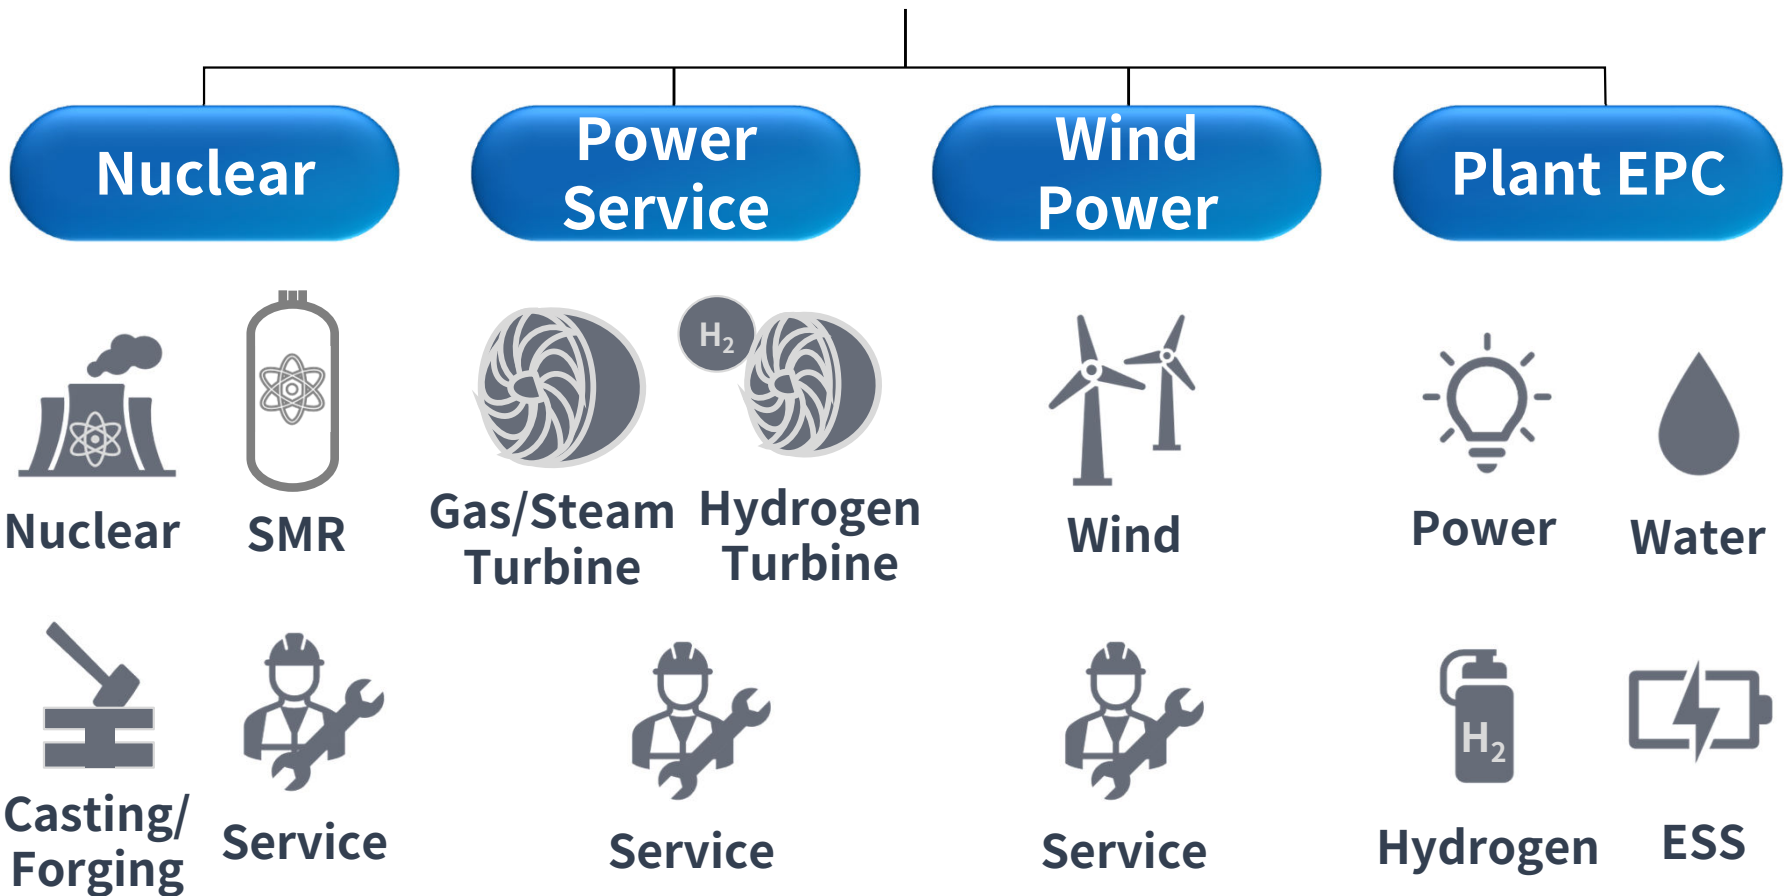 Nuclear
Power
Service
Wind
Power
Plant EPC
H2
Nuclear
SMR
Gas/Steam
Turbine
Hydrogen
Turbine
Wind
Power
Water
H2
Casting/
Forging
Service
Service
Service
Hydrogen
ESS